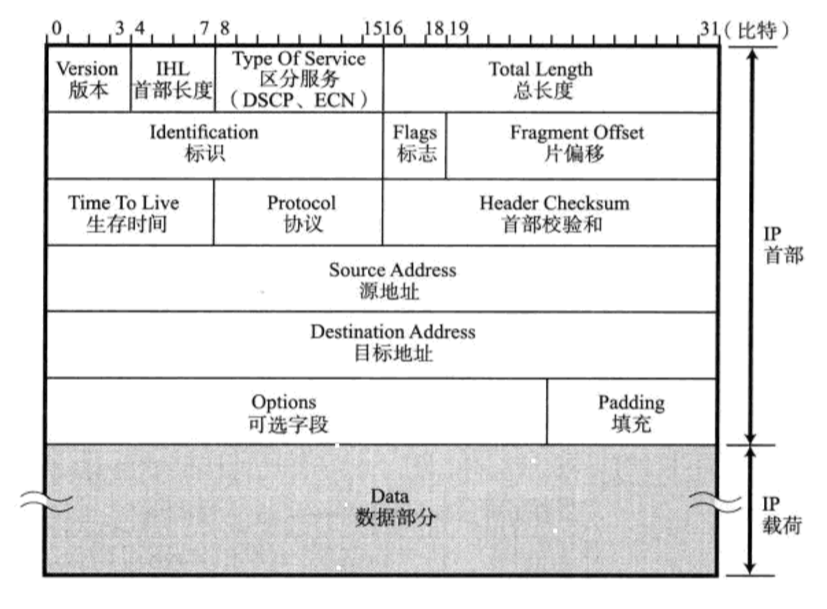 0 3 4 7 8 1516 18.19 31(比特)
Version IHL Type Of Service Total Length
版本 首部长度 区分服务 总长度
(DSCP、ECN)
Identification Flags Fragment Offset
标识 标志 片偏移
Time To Live Protocol Header Checksum
生存时间 协议 首部校验和
IP
首部
Source Address
源地址
Destination Address
目标地址
Options Padding
可选字段 填充
Data
数据部分
IP
载荷